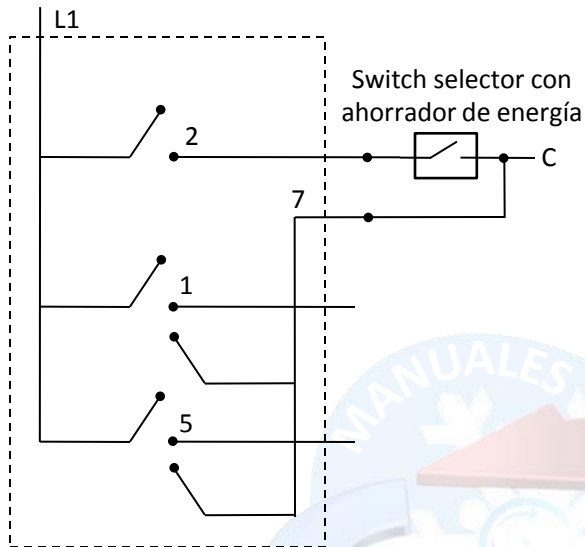 L1
Switch selector con
ahorrador de energía
2
C
7
1
5
MANUALES